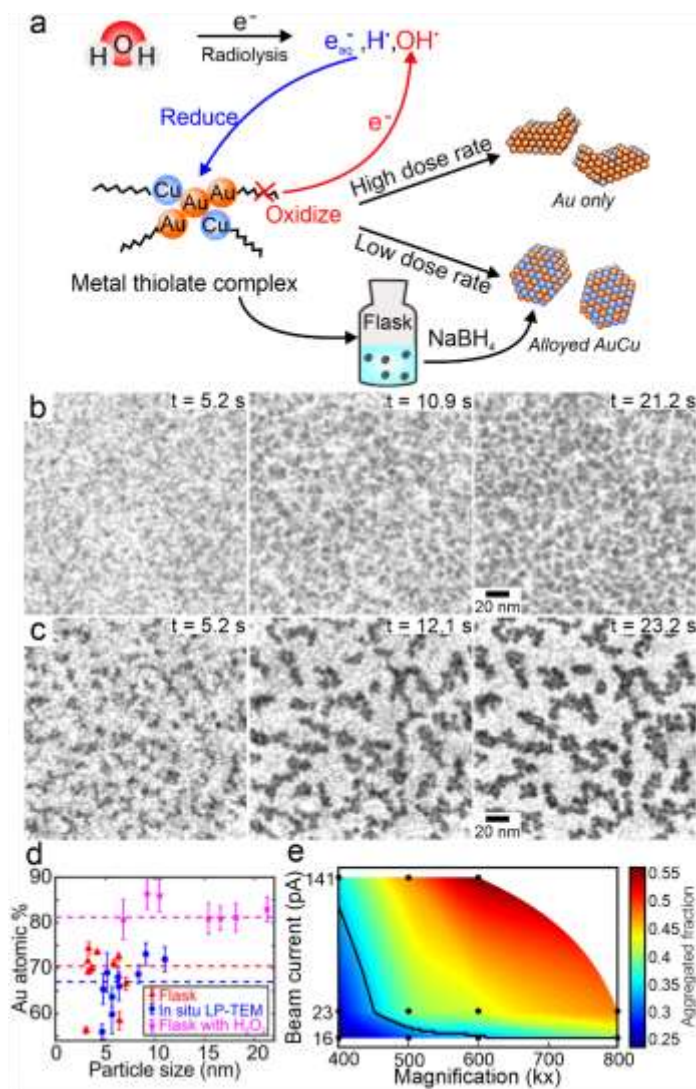 a
H O H
e⁻
Radiolysis
e⁻aq, H•, OH•
Reduce
e⁻
Cu Au
Au
Au Cu
Oxidize
High dose rate
Au only
Low dose rate
Metal thiolate complex
Flask
NaBH₄
Alloyed AuCu
b
t = 5.2 s
t = 10.9 s
t = 21.2 s
20 nm
c
t = 5.2 s
t = 12.1 s
t = 23.2 s
20 nm
d
Au atomic %
90
80
70
60
0 5 10 15 20
Particle size (nm)
Flask
In situ LP-TEM
Flask with H₂O₂
e
Beam current (pA)
141
23
16
400 500 600 700 800
Magnification (kx)
0.55
0.50
0.45
0.40
0.35
0.30
0.25
Aggregated fraction